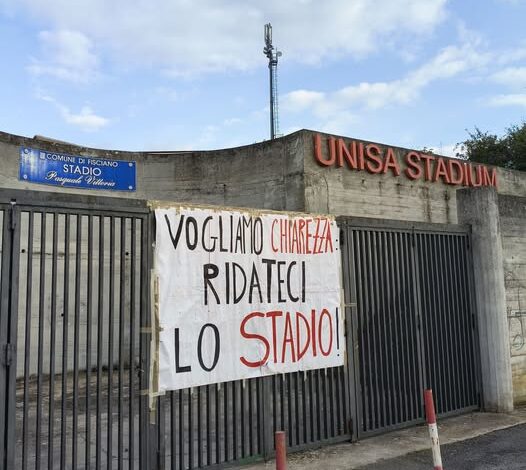 COMUNE DI FISCIANO
STADIO
Pasquale Vittoria
UNISA STADIUM
VOGLIAMO CHIAREZZA:
RIDATECI
LO STADIO!